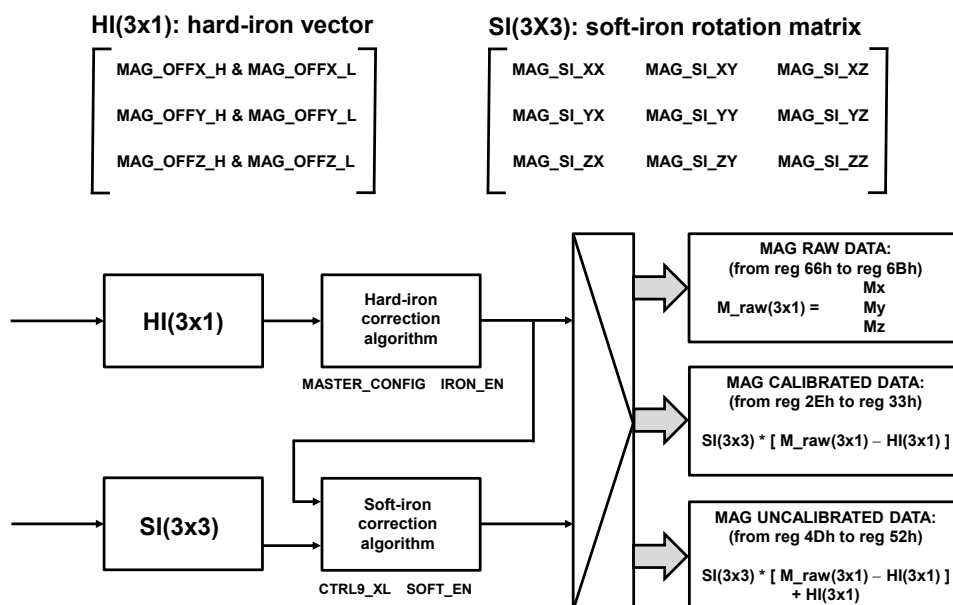 HI(3x1): hard-iron vector
MAG_OFFX_H & MAG_OFFX_L
MAG_OFFY_H & MAG_OFFY_L
MAG_OFFZ_H & MAG_OFFZ_L
SI(3X3): soft-iron rotation matrix
MAG_SI_XX MAG_SI_XY MAG_SI_XZ
MAG_SI_YX MAG_SI_YY MAG_SI_YZ
MAG_SI_ZX MAG_SI_ZY MAG_SI_ZZ
HI(3x1)
Hard-iron
correction
algorithm
MASTER_CONFIG IRON_EN
SI(3x3)
Soft-iron
correction
algorithm
CTRL9_XL SOFT_EN
MAG RAW DATA:
(from reg 66h to reg 6Bh)
Mx
M_raw(3x1) = My
Mz
MAG CALIBRATED DATA:
(from reg 2Eh to reg 33h)
SI(3x3) * [ M_raw(3x1) – HI(3x1) ]
MAG UNCALIBRATED DATA:
(from reg 4Dh to reg 52h)
SI(3x3) * [ M_raw(3x1) – HI(3x1) ]
+ HI(3x1)